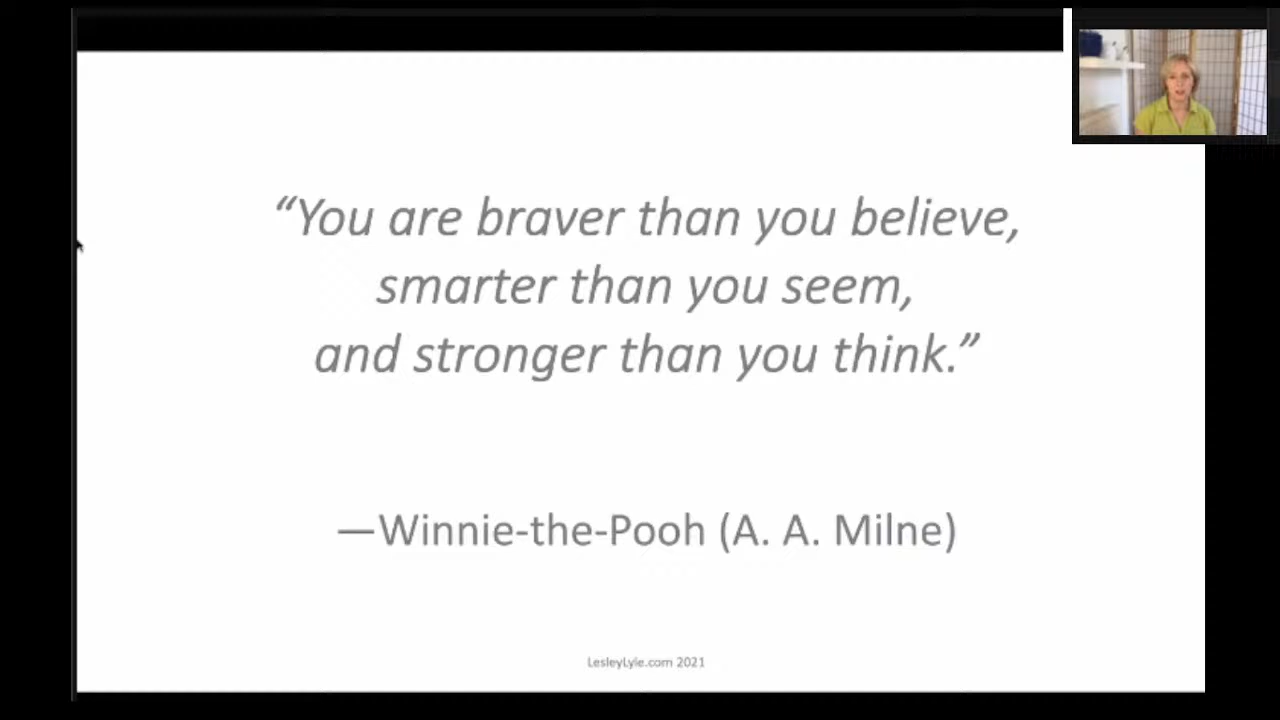 “You are braver than you believe,
smarter than you seem,
and stronger than you think.”
—Winnie-the-Pooh (A. A. Milne)
LesleyLyle.com 2021